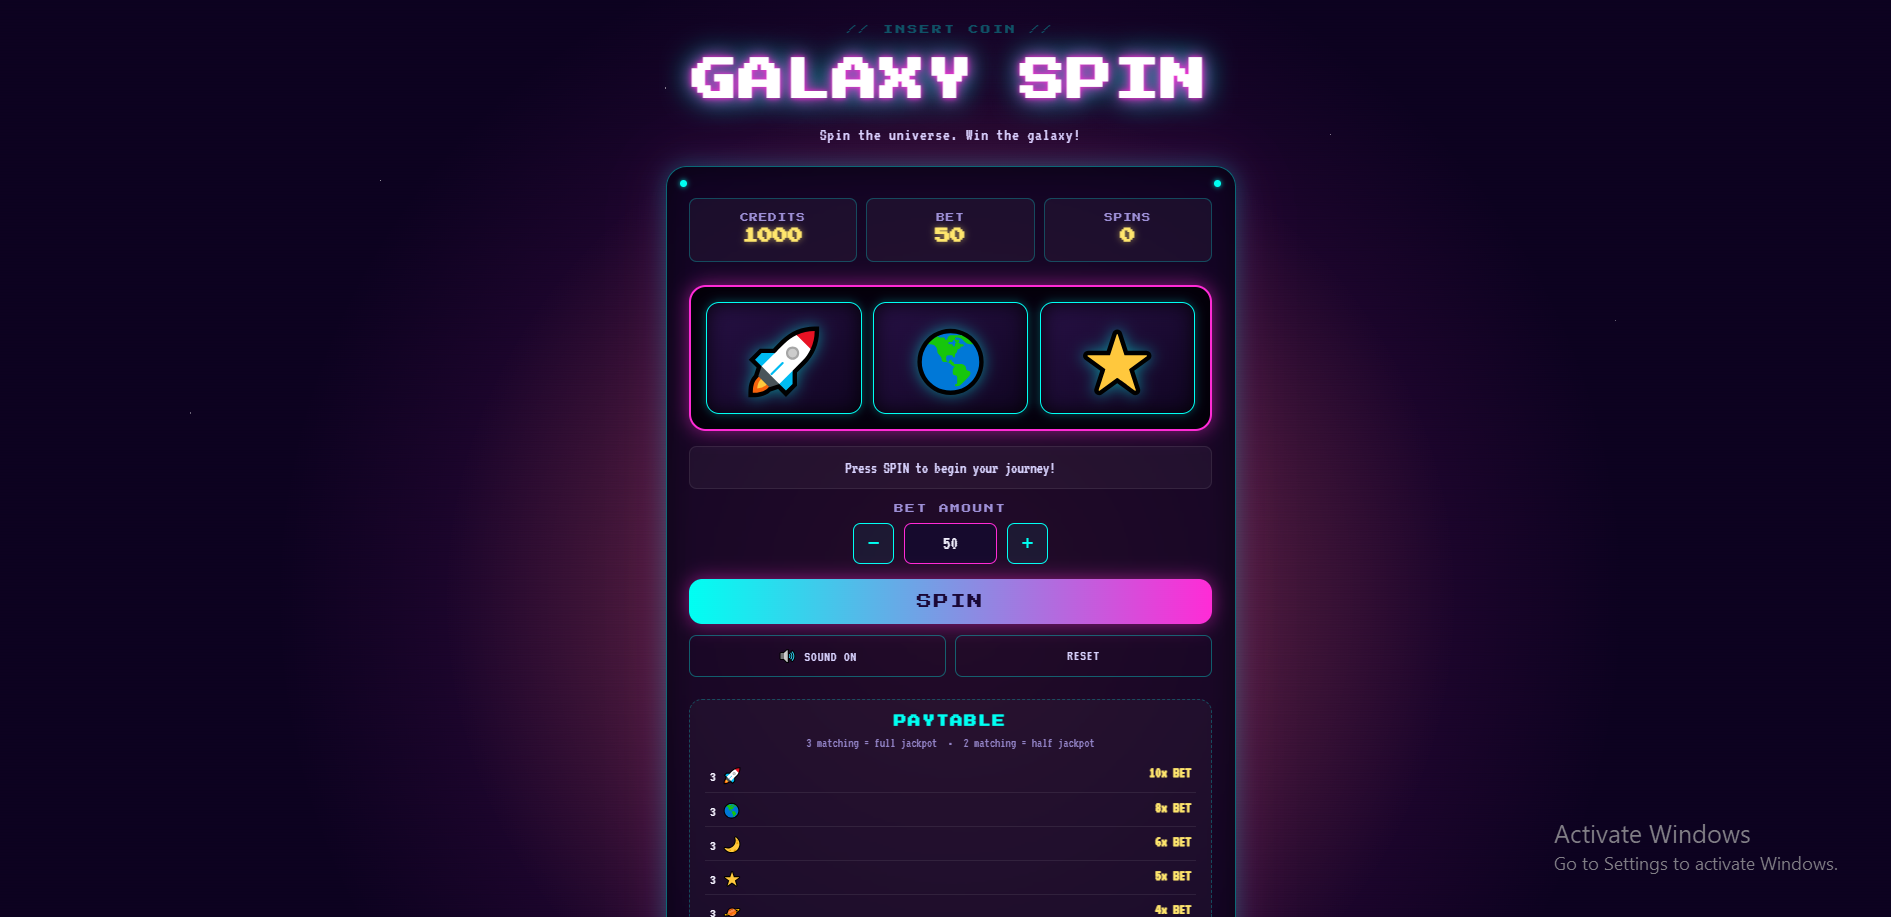 // INSERT COIN //
GALAXY SPIN
Spin the universe. Win the galaxy!
CREDITS BET SPINS
1000 50 0
Press SPIN to begin your journey!
BET AMOUNT
− 50 +
SPIN
SOUND ON RESET
PAYTABLE
3 matching = full jackpot • 2 matching = half jackpot
3 10x BET
3 8x BET
3 6x BET
3 5x BET
3 4x BET
Activate Windows
Go to Settings to activate Windows.